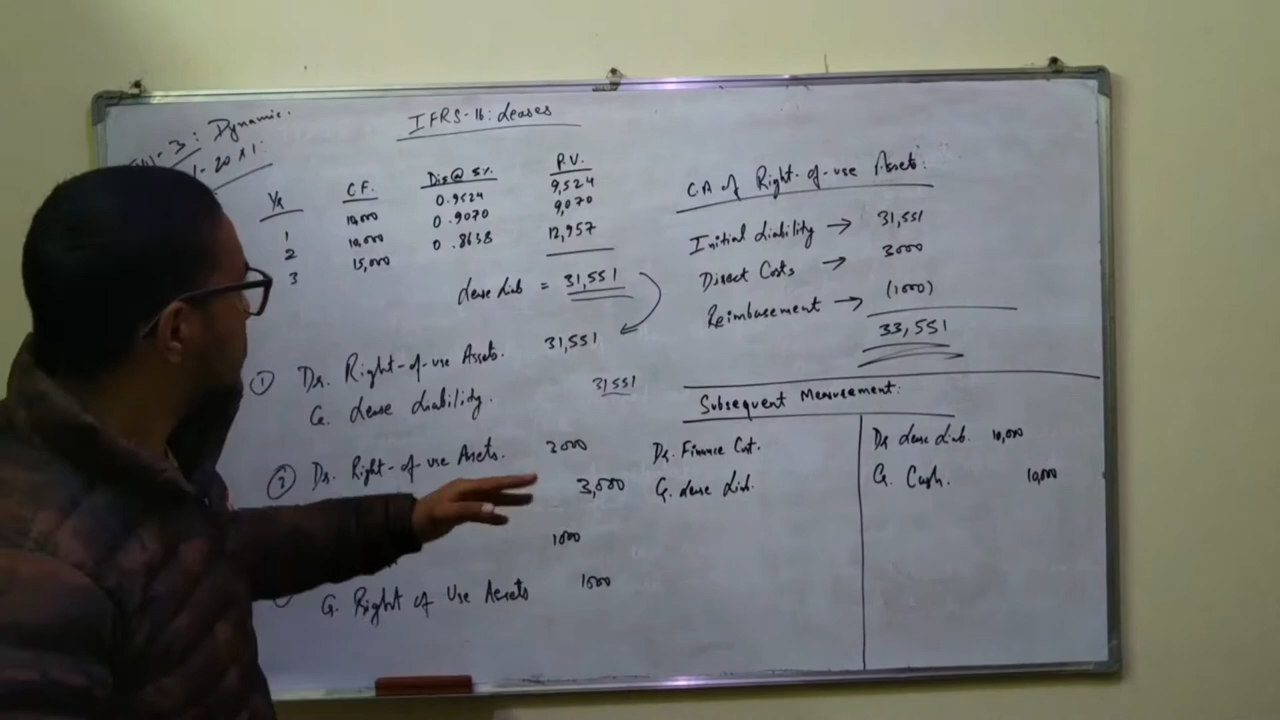 IFRS-16: Leases
-3: Dynamic.
1-20X1:
Yr C.F. Dis@ 5% P.V.
1 10,000 0.9524 9,524
2 10,000 0.9070 9,070
3 15,000 0.8638 12,957
Lease Liab = 31,551
① Dr. Right-of-use Assets. 31,551
Cr. Lease Liability. 31,551
② Dr. Right-of-use Assets. 3000
3,000
1000
Cr. Right of Use Assets 1000
CA of Right-of-use Assets:
Initial Liability → 31,551
Direct Costs → 3000
Reimbusement → (1000)
33,551
Subsequent Measurement:
Dr. Finance Cost.
Cr. Lease Liab.
Dr Lease Liab. 10,000
Cr. Cash. 10,000